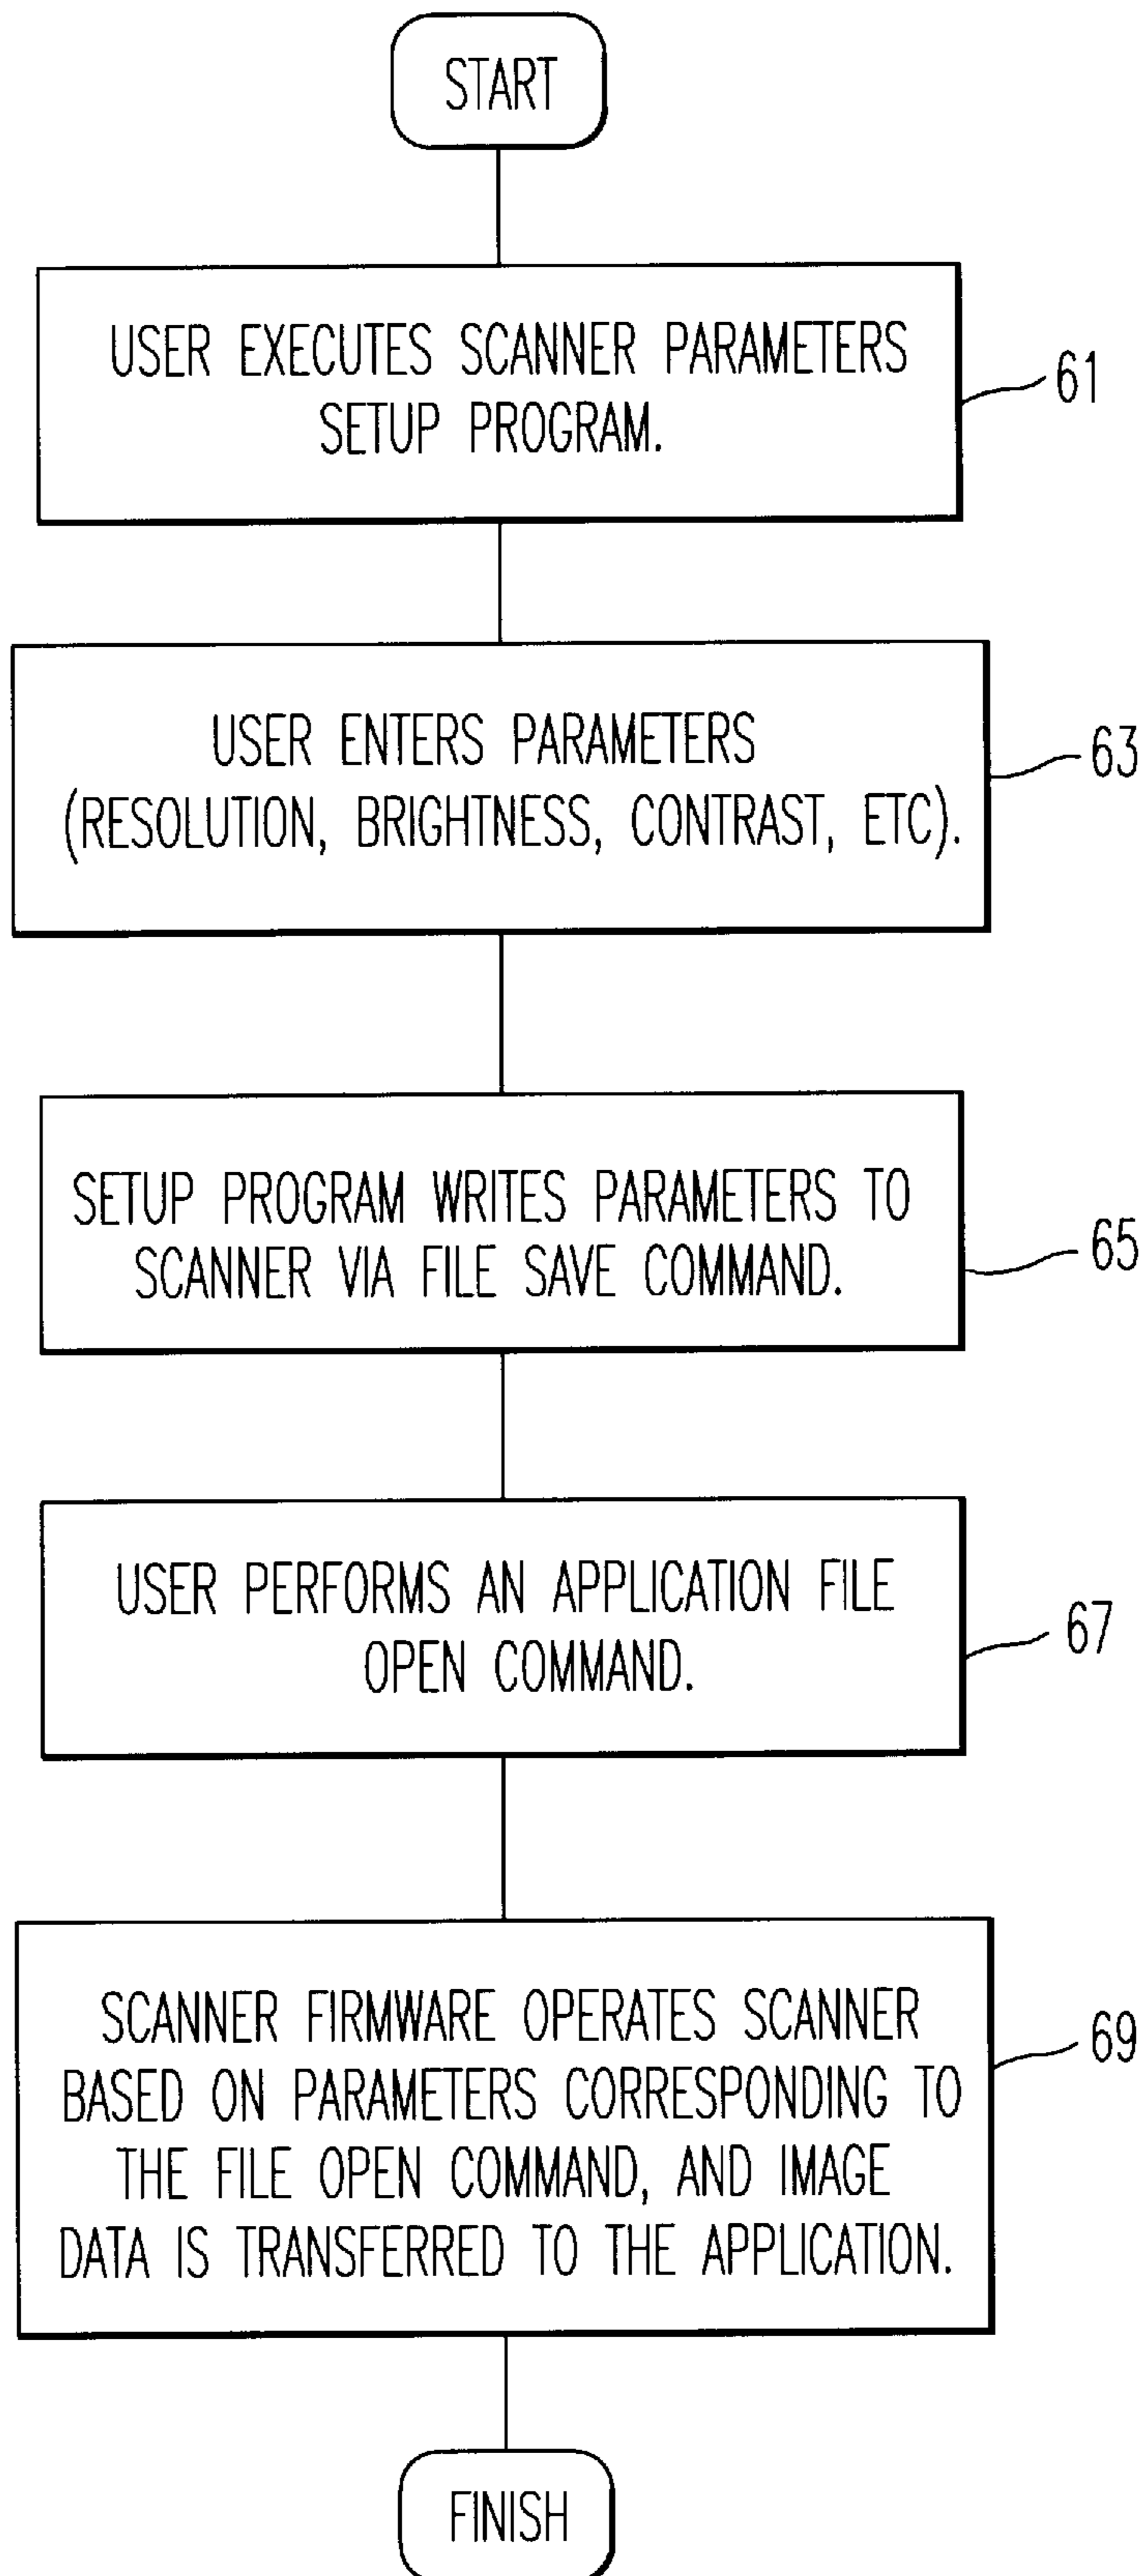 START
USER EXECUTES SCANNER PARAMETERS
SETUP PROGRAM.
61
USER ENTERS PARAMETERS
(RESOLUTION, BRIGHTNESS, CONTRAST, ETC).
63
SETUP PROGRAM WRITES PARAMETERS TO
SCANNER VIA FILE SAVE COMMAND.
65
USER PERFORMS AN APPLICATION FILE
OPEN COMMAND.
67
SCANNER FIRMWARE OPERATES SCANNER
BASED ON PARAMETERS CORRESPONDING TO
THE FILE OPEN COMMAND, AND IMAGE
DATA IS TRANSFERRED TO THE APPLICATION.
69
FINISH